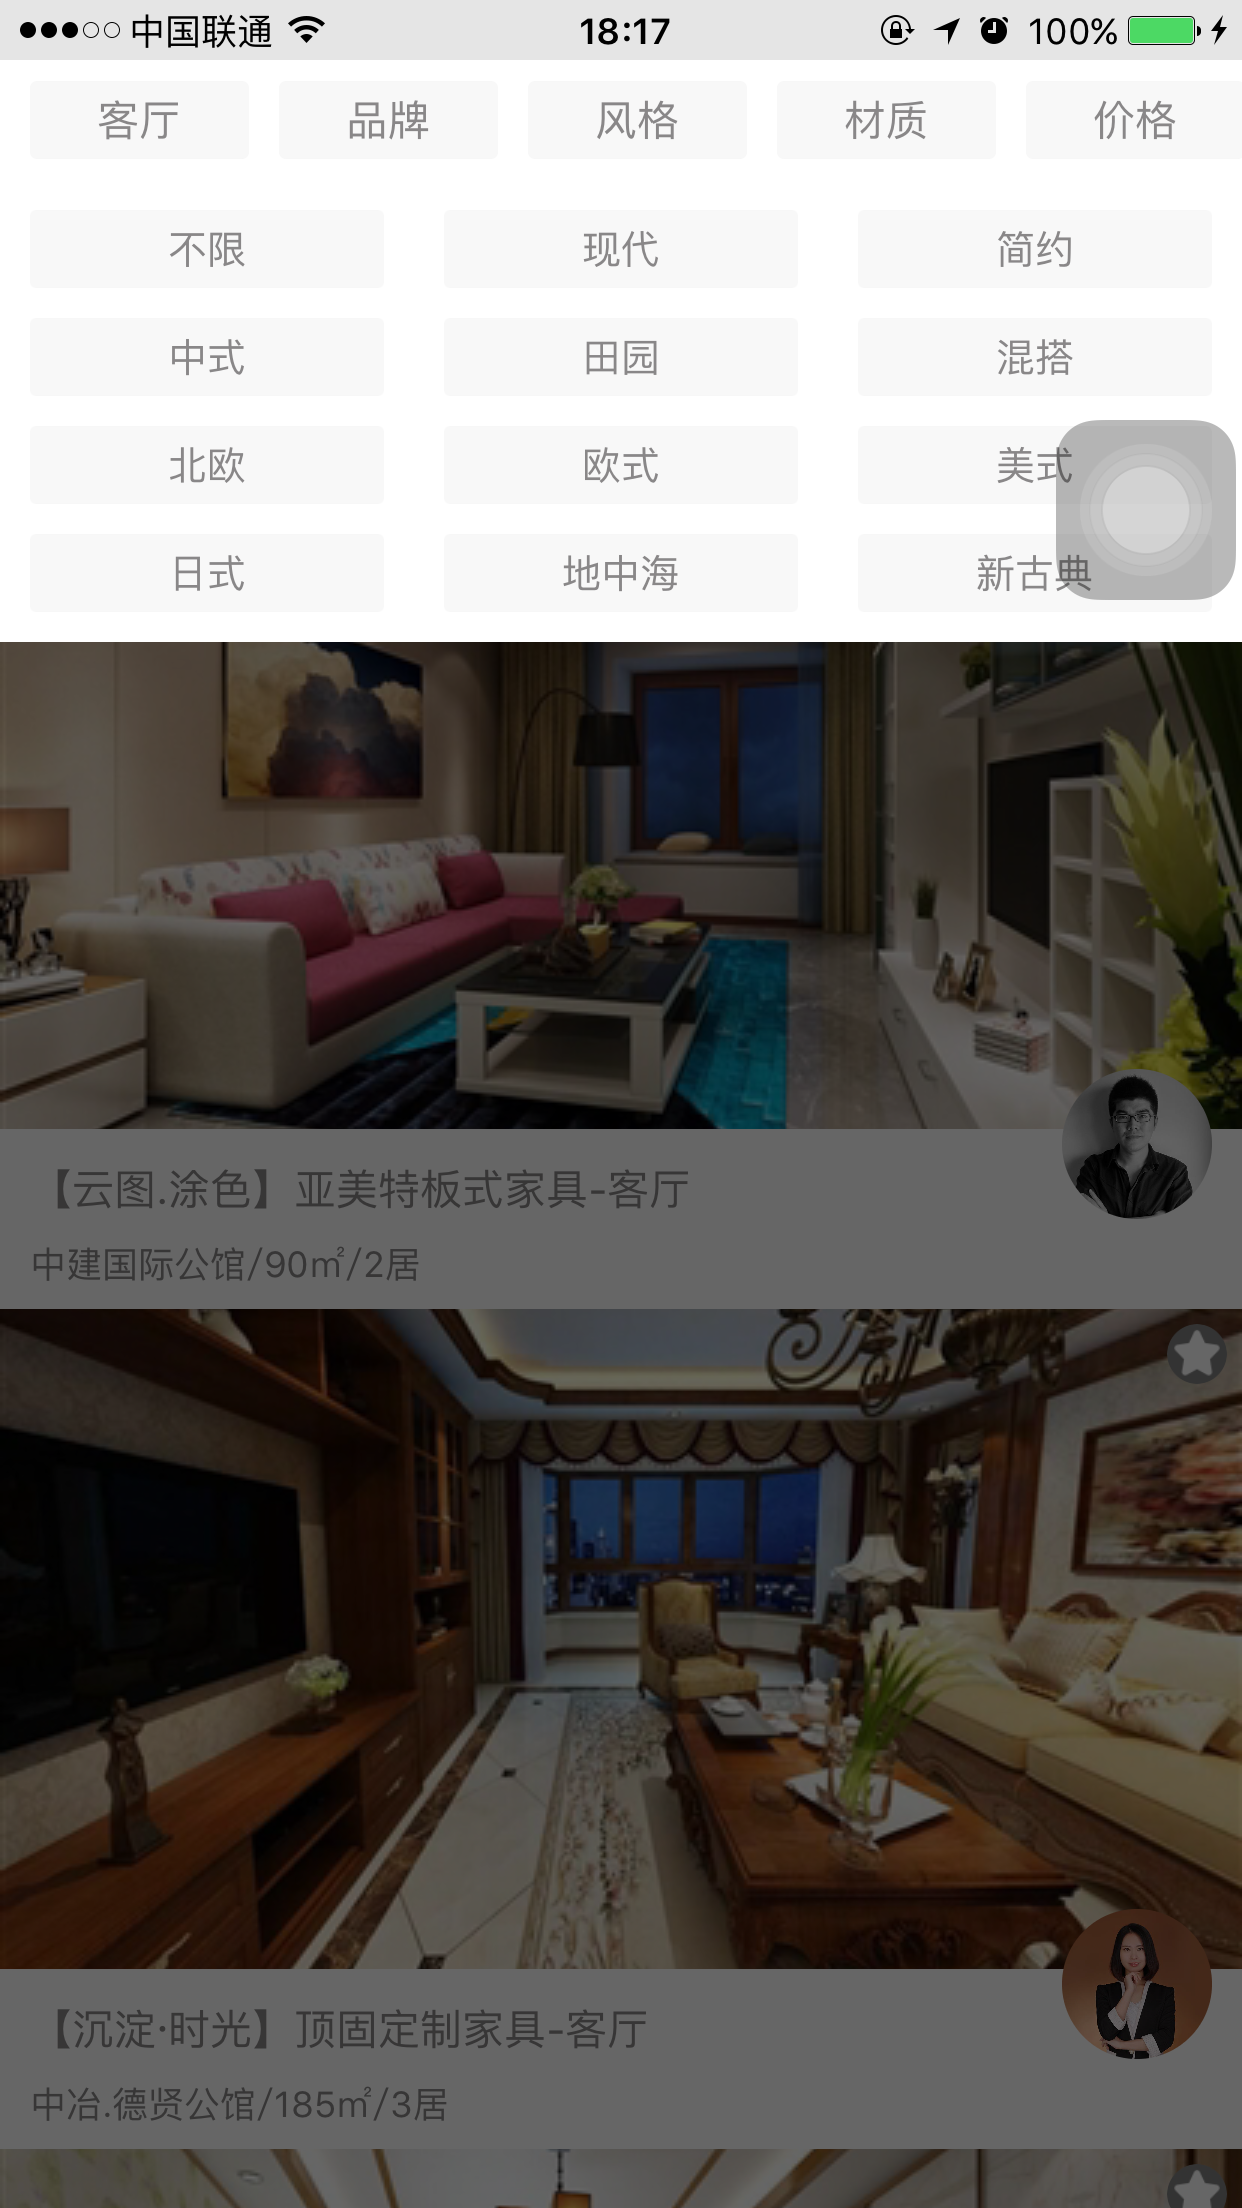 中国联通 18:17 100%
客厅 品牌 风格 材质 价格
不限 现代 简约
中式 田园 混搭
北欧 欧式 美式
日式 地中海 新古典
【云图.涂色】亚美特板式家具-客厅
中建国际公馆/90㎡/2居
【沉淀·时光】顶固定制家具-客厅
中冶.德贤公馆/185㎡/3居